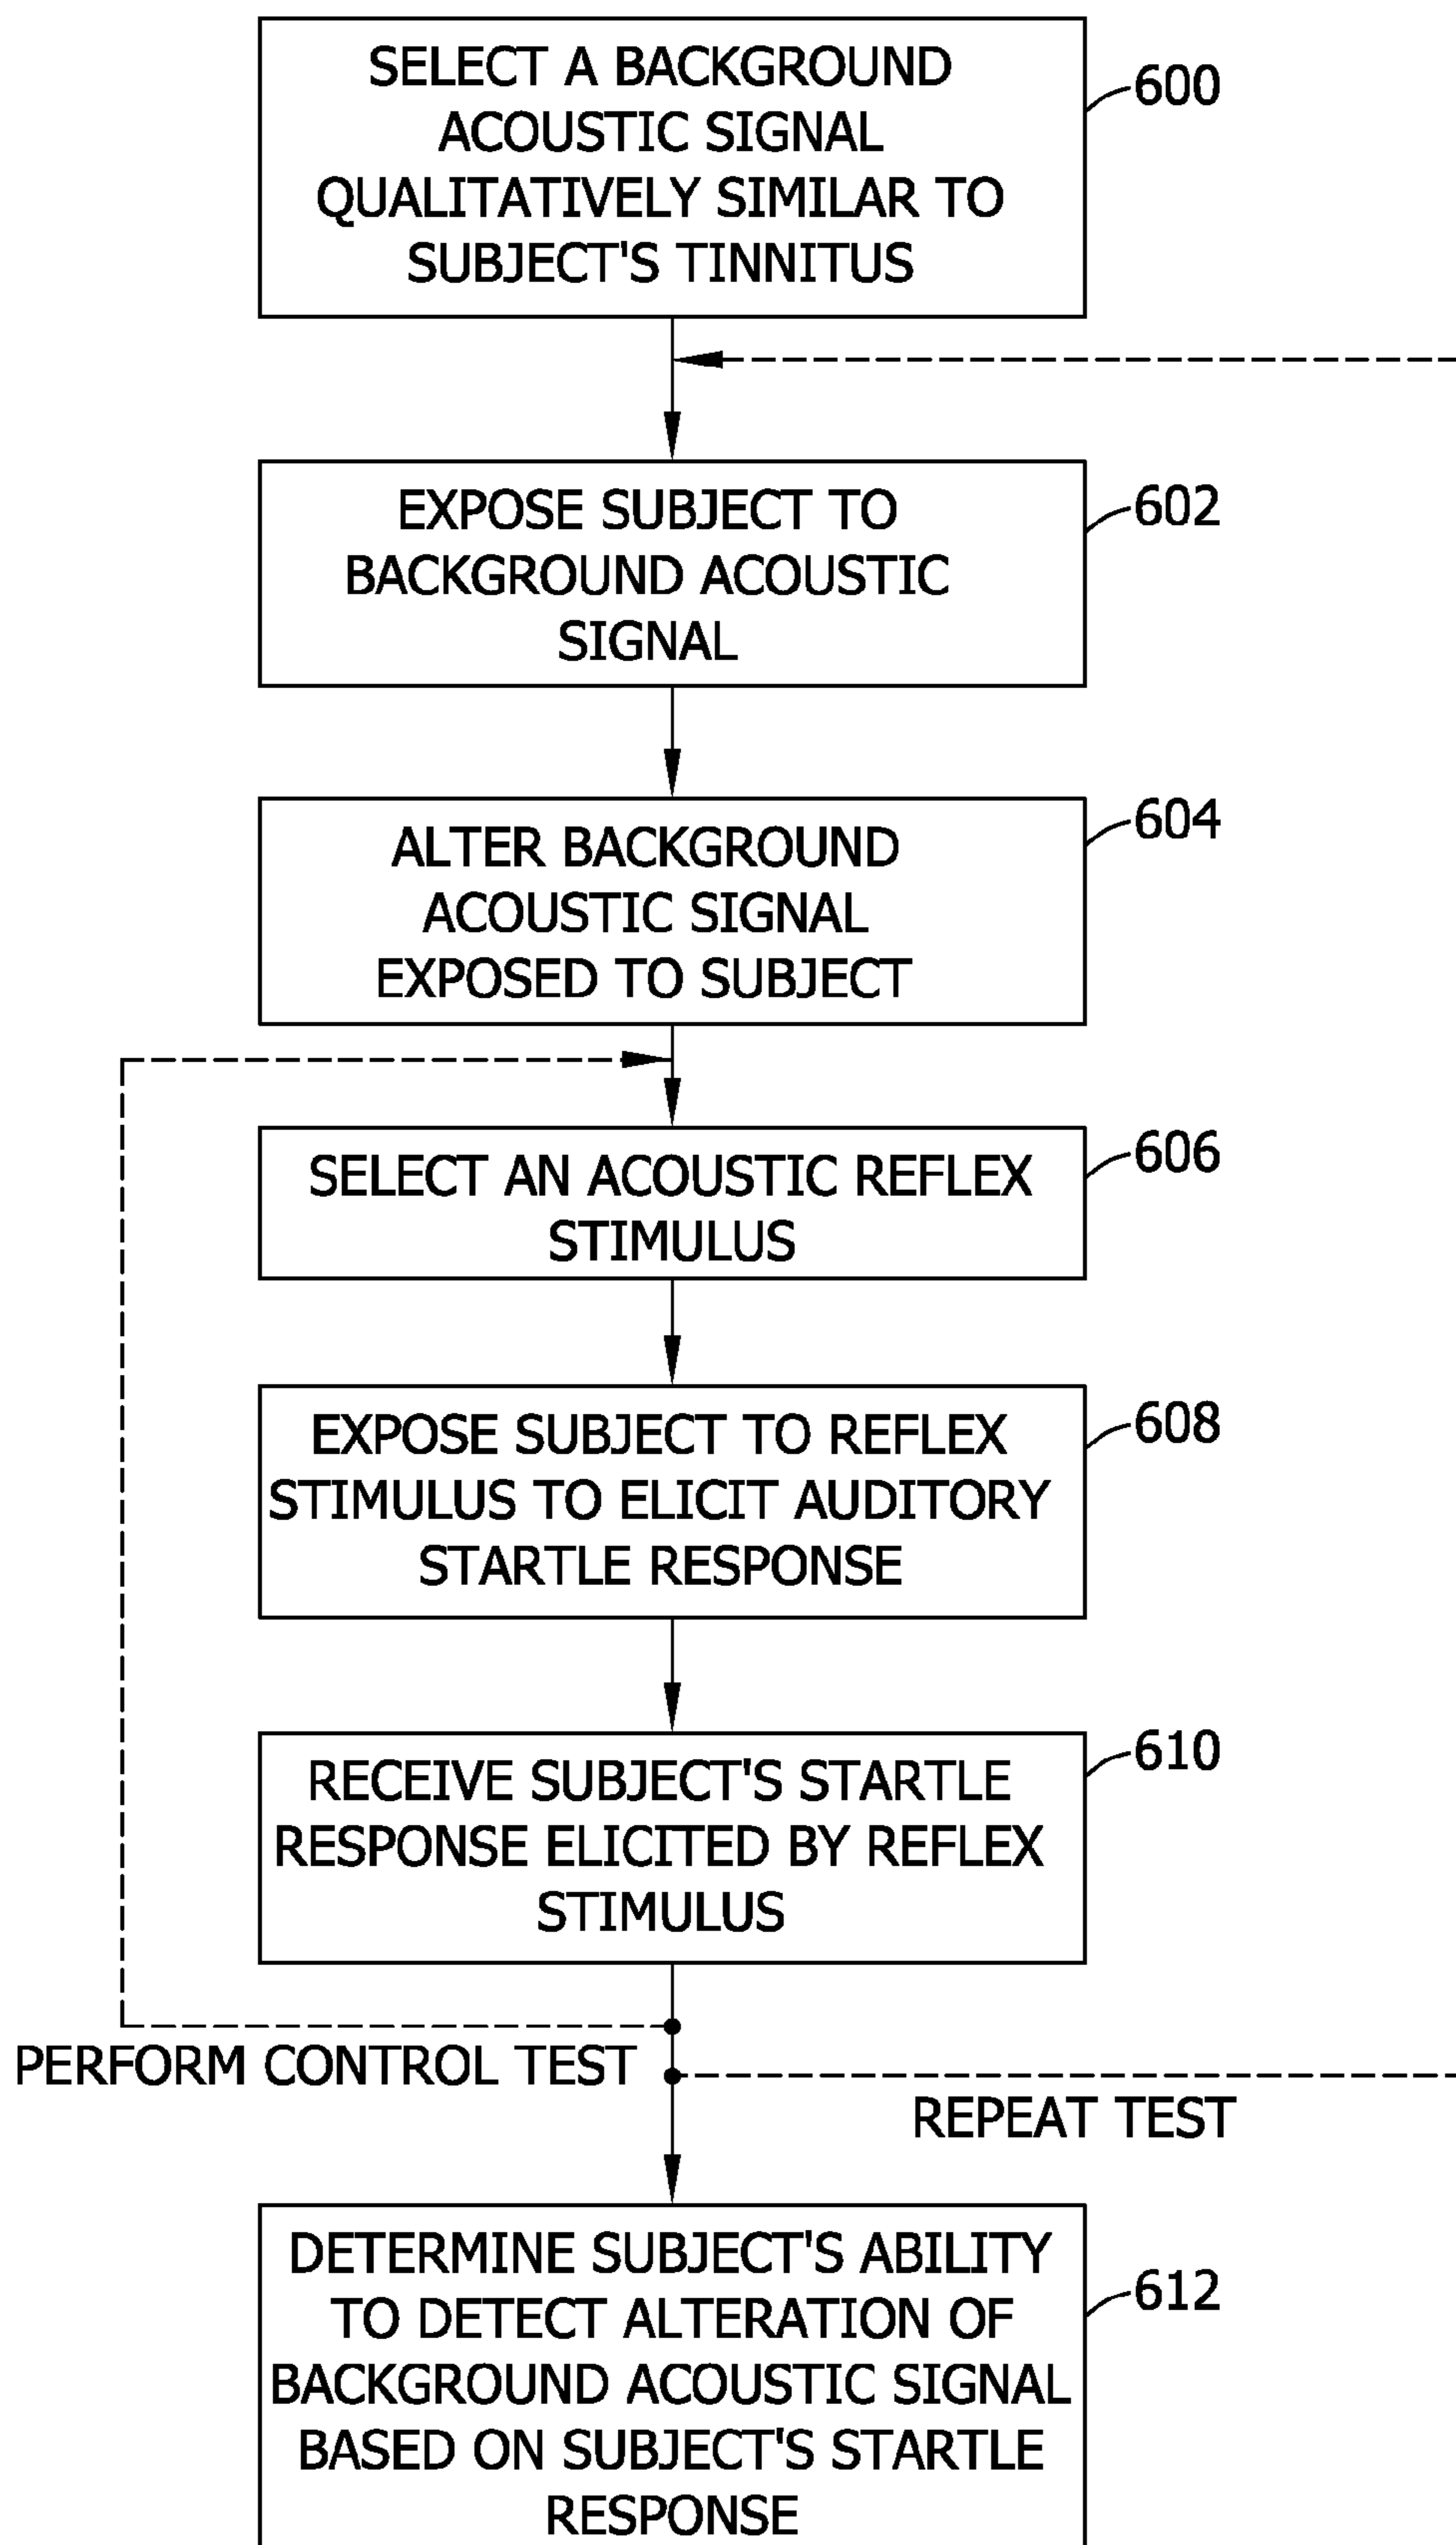 SELECT A BACKGROUND
ACOUSTIC SIGNAL
QUALITATIVELY SIMILAR TO
SUBJECT'S TINNITUS
600
EXPOSE SUBJECT TO
BACKGROUND ACOUSTIC
SIGNAL
602
ALTER BACKGROUND
ACOUSTIC SIGNAL
EXPOSED TO SUBJECT
604
SELECT AN ACOUSTIC REFLEX
STIMULUS
606
EXPOSE SUBJECT TO REFLEX
STIMULUS TO ELICIT AUDITORY
STARTLE RESPONSE
608
RECEIVE SUBJECT'S STARTLE
RESPONSE ELICITED BY REFLEX
STIMULUS
610
PERFORM CONTROL TEST
REPEAT TEST
DETERMINE SUBJECT'S ABILITY
TO DETECT ALTERATION OF
BACKGROUND ACOUSTIC SIGNAL
BASED ON SUBJECT'S STARTLE
RESPONSE
612